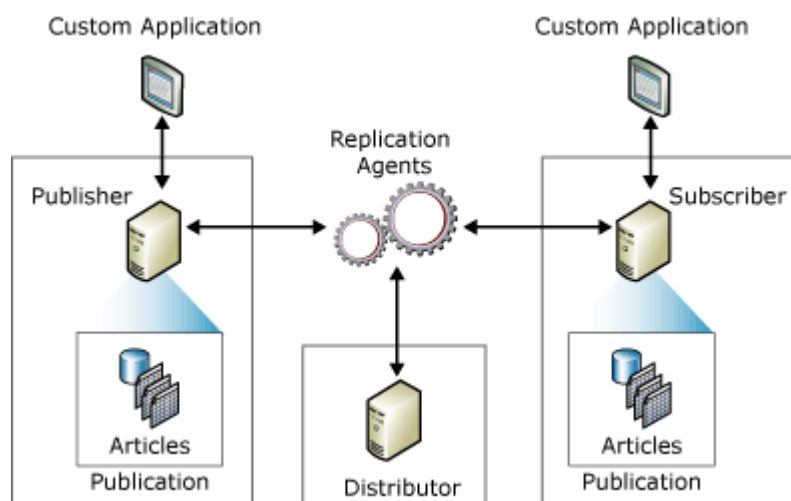 Custom Application
Custom Application
Replication
Agents
Publisher
Subscriber
Articles
Publication
Distributor
Articles
Publication